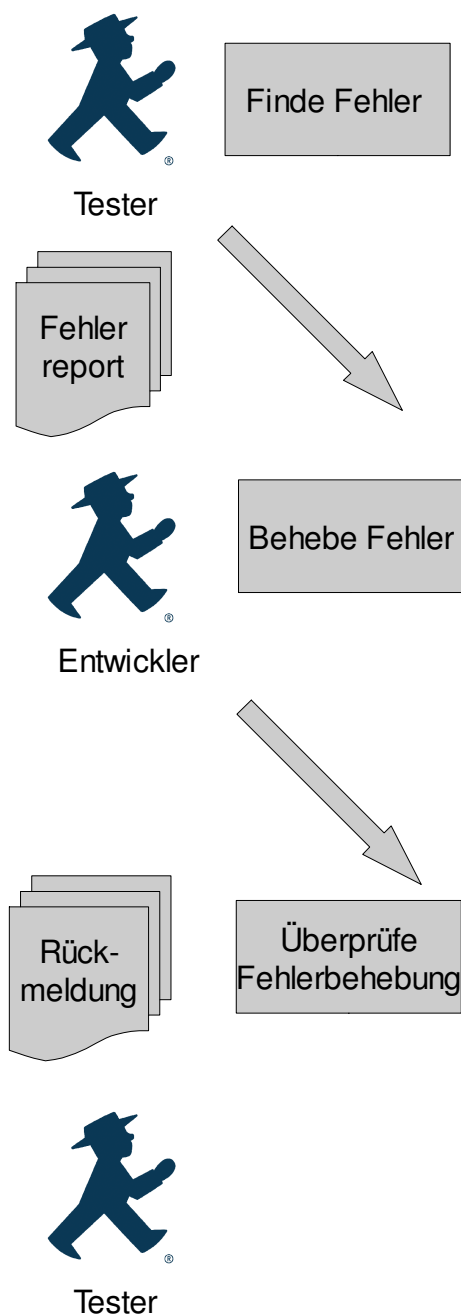 Finde Fehler
®
Tester
Fehler
report
Behebe Fehler
®
Entwickler
Rück-
meldung
Überprüfe
Fehlerbehebung
®
Tester